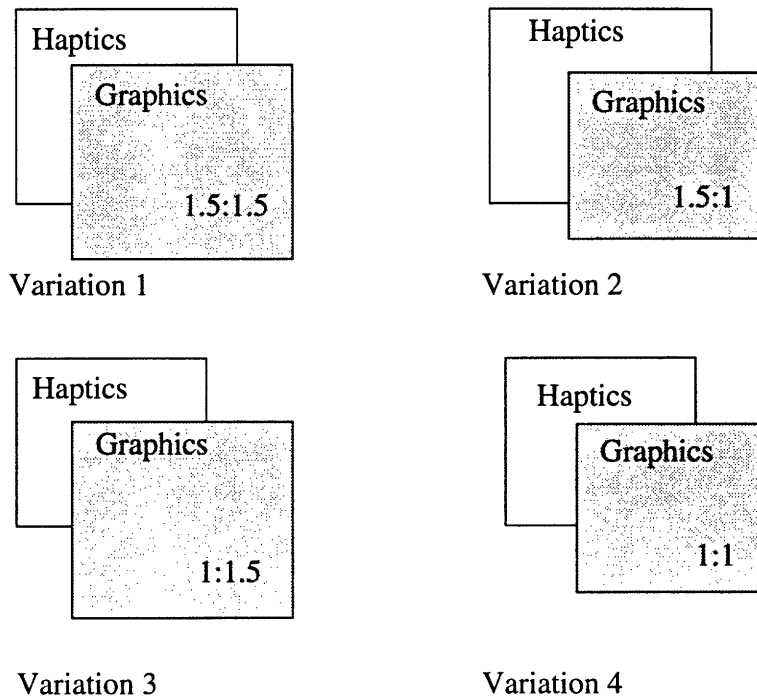 Haptics
Graphics
1.5:1.5
Variation 1
Haptics
Graphics
1.5:1
Variation 2
Haptics
Graphics
1:1.5
Variation 3
Haptics
Graphics
1:1
Variation 4